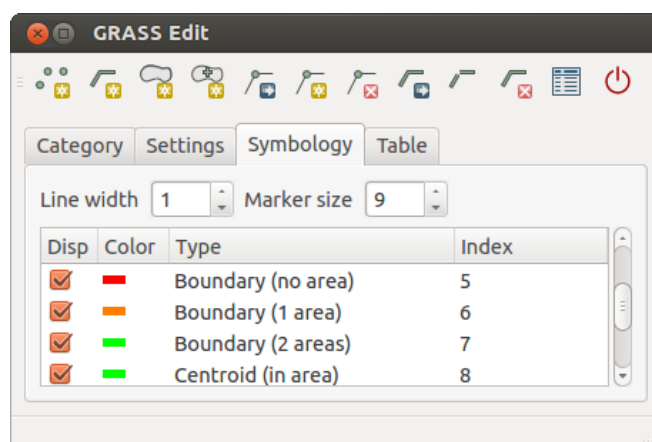 GRASS Edit
Category Settings Symbology Table
Line width 1 Marker size 9
Disp Color Type Index
Boundary (no area) 5
Boundary (1 area) 6
Boundary (2 areas) 7
Centroid (in area) 8